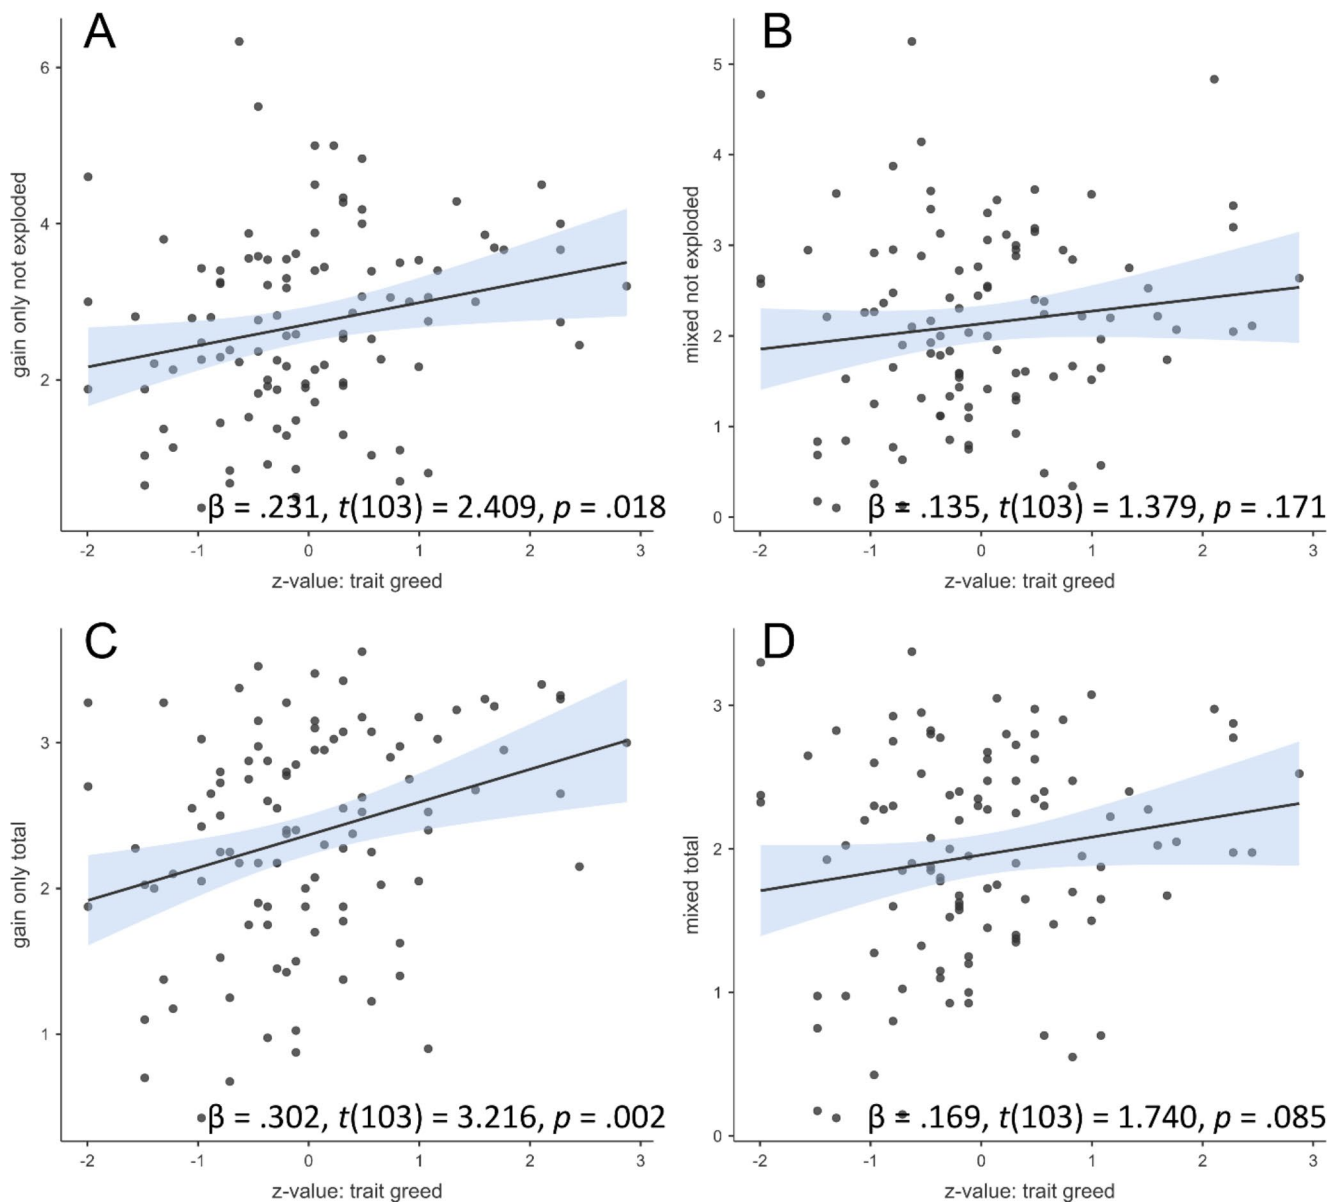 A
6
4
2
gain only not exploded
β = .231, t(103) = 2.409, p = .018
-2 -1 0 1 2 3
z-value: trait greed
B
5
4
3
2
1
0
mixed not exploded
β = .135, t(103) = 1.379, p = .171
-2 -1 0 1 2 3
z-value: trait greed
C
3
2
1
gain only total
β = .302, t(103) = 3.216, p = .002
-2 -1 0 1 2 3
z-value: trait greed
D
3
2
1
0
mixed total
β = .169, t(103) = 1.740, p = .085
-2 -1 0 1 2 3
z-value: trait greed